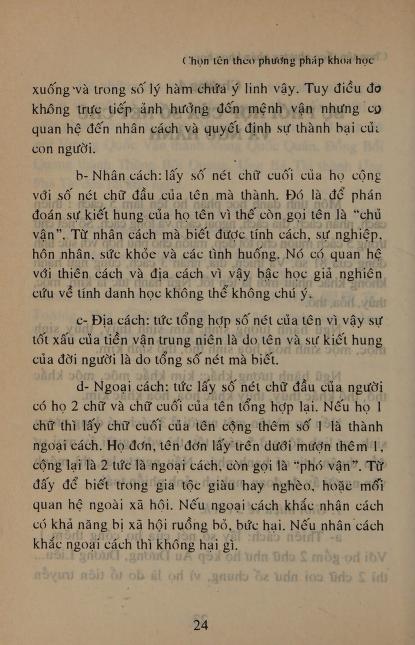 Chọn tên theo phương pháp khoa học
xuống và trong số lý hàm chứa ý linh vậy. Tuy điều đó
không trực tiếp ảnh hưởng đến mệnh vận nhưng có
quan hệ đến nhân cách và quyết định sự thành bại của
con người.
b- Nhân cách: lấy số nét chữ cuối của họ cộng
với số nét chữ đầu của tên mà thành. Đó là để phán
đoán sự kiết hung của họ tên vì thế còn gọi tên là “chủ
vận”. Từ nhân cách mà biết được tính cách, sự nghiệp,
hôn nhân, sức khỏe và các tình huống. Nó có quan hệ
với thiên cách và địa cách vì vậy bậc học giả nghiên
cứu về tính danh học không thể không chú ý.
c- Địa cách: tức tổng hợp số nét của tên vì vậy sự
tốt xấu của tiền vận trung niên là do tên và sự kiết hung
của đời người là do tổng số nét mà biết.
d- Ngoại cách: tức lấy số nét chữ đầu của người
có họ 2 chữ và chữ cuối của tên tổng hợp lại. Nếu họ 1
chữ thì lấy chữ cuối của tên cộng thêm số 1 là thành
ngoại cách. Họ đơn, tên đơn lấy trên dưới mượn thêm 1,
cộng lại là 2 tức là ngoại cách, còn gọi là “phó vận”. Từ
đấy để biết trong gia tộc giàu hay nghèo, hoặc mối
quan hệ ngoài xã hội. Nếu ngoại cách khắc nhân cách
có khả năng bị xã hội ruồng bỏ, bức hại. Nếu nhân cách
khắc ngoại cách thì không hại gì.
24